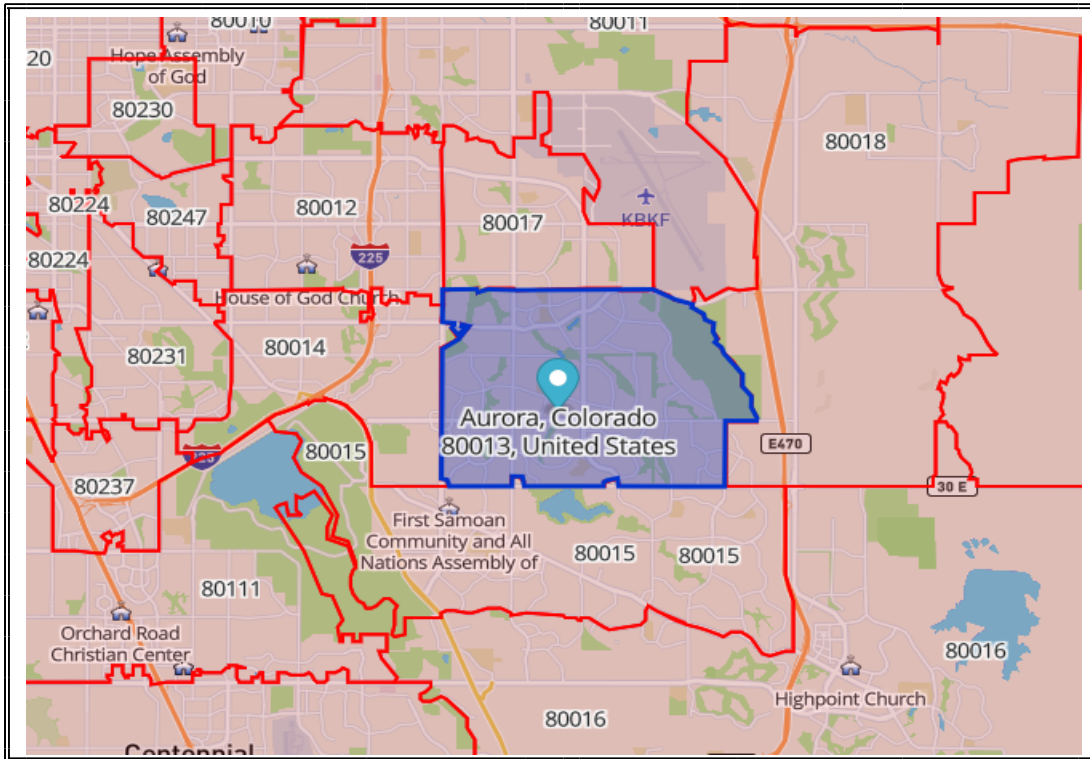 80010
80011
20
Hope Assembly
of God
80230
80018
80224
80247
80012
80017
KBKF
80224
225
House of God Church.
80231
80014
Aurora, Colorado
80013, United States
80015
E470
80237
30 E
First Samoan
Community and All
Nations Assembly of
80015
80015
80111
Orchard Road
Christian Center
80016
Highpoint Church
80016
Centennial